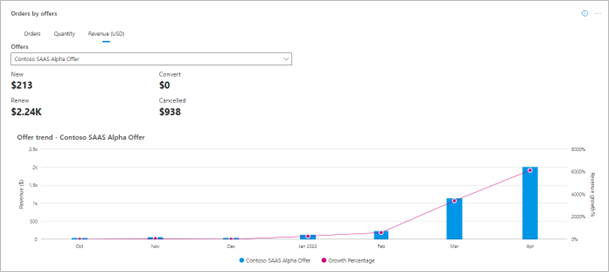 Orders by offers
Orders Quantity Revenue (USD)
Offers
Contoso SAAS Alpha Offer
New Convert
$213 $0
Renew Cancelled
$2.24K $938
Offer trend - Contoso SAAS Alpha Offer
2.5k 8000%
2k 6000%
1.5k
1k 4000%
500 2000%
0 0%
Revenue ($)
Revenue growth%
Oct Nov Dec Jan 2022 Feb Mar Apr
Contoso SAAS Alpha Offer Growth Percentage